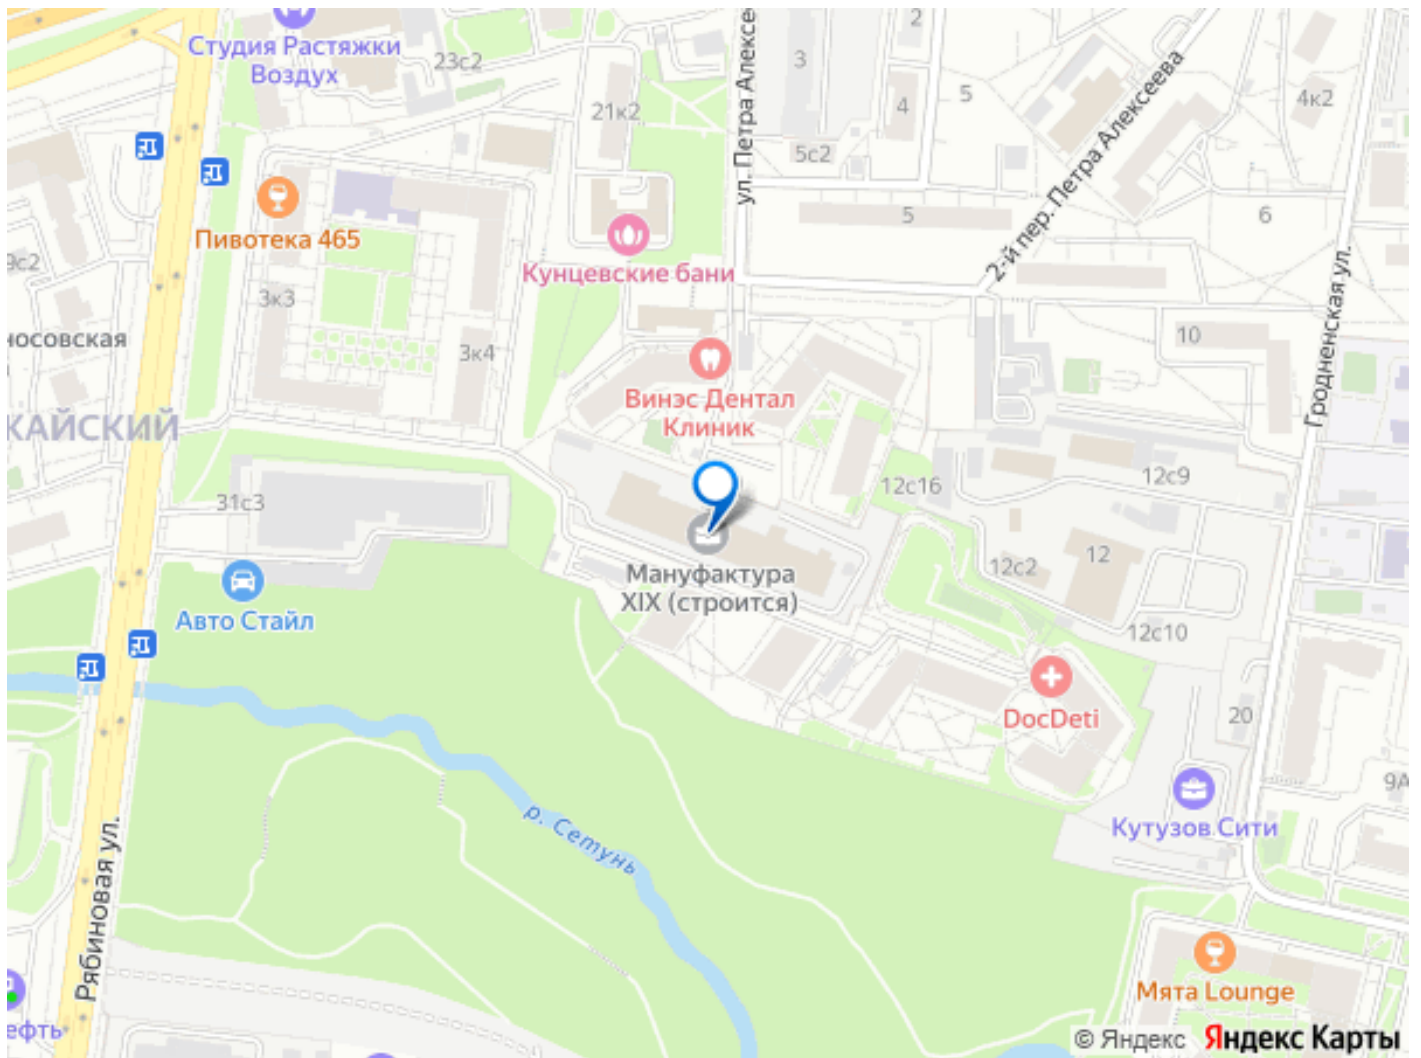 Студия Растяжки
Воздух
23с2
21к2
ул. Петра Алексе
3
2
4
5
5с2
2-й пер. Петра Алексеева
4к2
Пивотека 465
5
6
Кунцевские бани
9с2
3к3
носовская
3к4
10
Гродненская ул.
Винэс Дентал
Клиник
КАЙСКИЙ
31с3
12с16
12с9
12
12с2
Мануфактура
XIX (строится)
Авто Стайл
12с10
DocDeti
20
9А
Кутузов Сити
р. Сетунь
Рябиновая ул.
Мята Lounge
ефть
© Яндекс Яндекс Карты